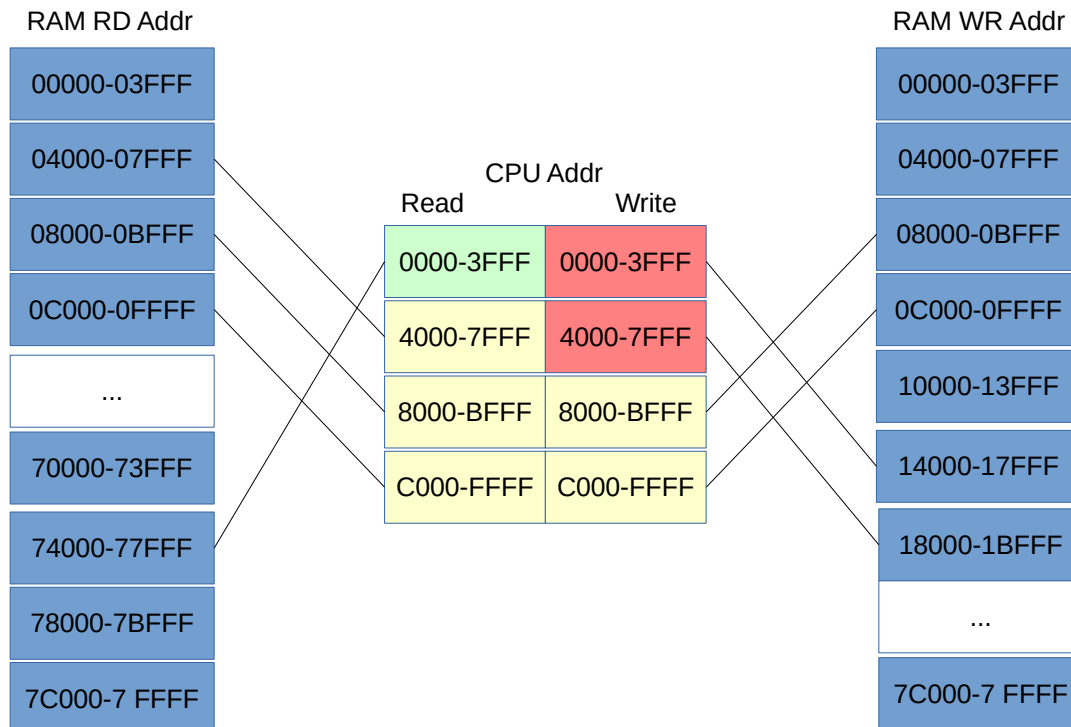 RAM RD Addr
00000-03FFF
04000-07FFF
08000-0BFFF
0C000-0FFFF
...
70000-73FFF
74000-77FFF
78000-7BFFF
7C000-7 FFFF
CPU Addr
Read Write
0000-3FFF 0000-3FFF
4000-7FFF 4000-7FFF
8000-BFFF 8000-BFFF
C000-FFFF C000-FFFF
RAM WR Addr
00000-03FFF
04000-07FFF
08000-0BFFF
0C000-0FFFF
10000-13FFF
14000-17FFF
18000-1BFFF
...
7C000-7 FFFF